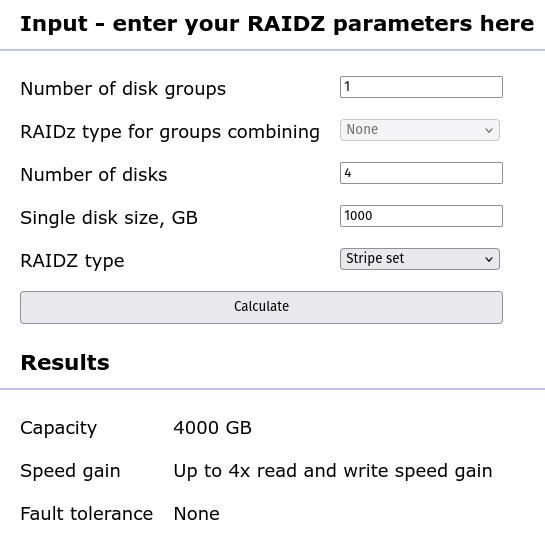 Input - enter your RAIDZ parameters here
Number of disk groups 1
RAIDz type for groups combining None
Number of disks 4
Single disk size, GB 1000
RAIDZ type Stripe set
Calculate
Results
Capacity 4000 GB
Speed gain Up to 4x read and write speed gain
Fault tolerance None